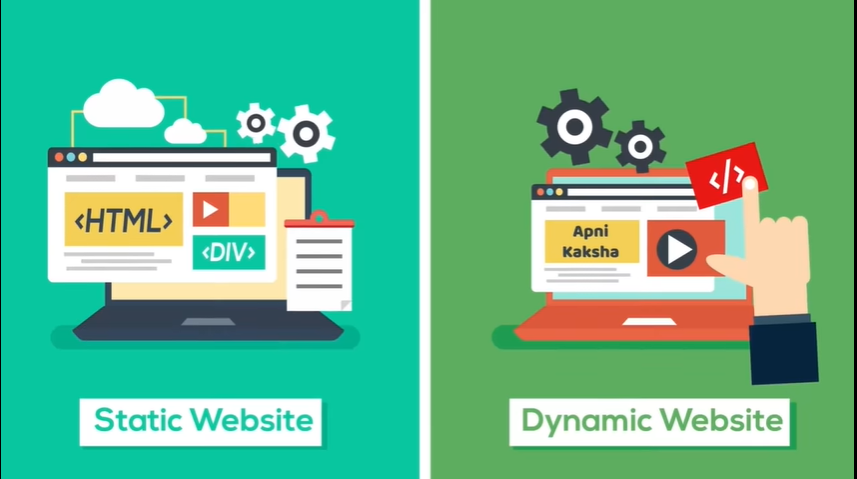 <HTML>
<DIV>
Static Website
</>
Apni
Kaksha
Dynamic Website